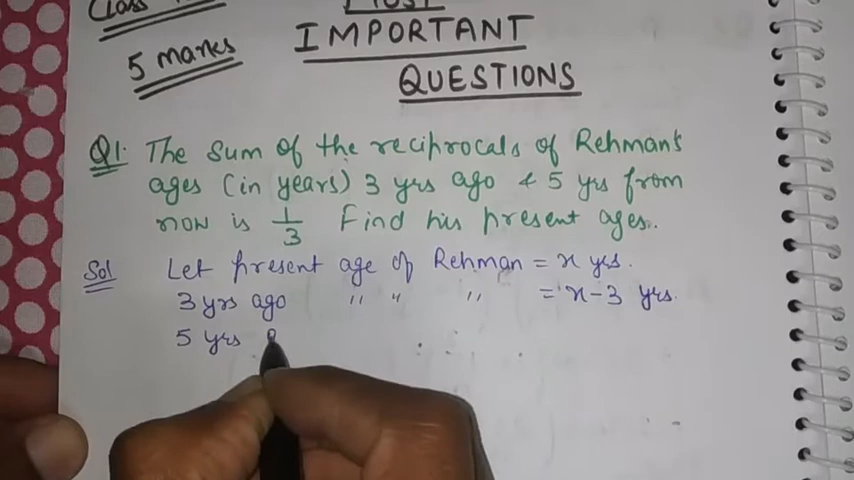 Class
5 marks
MOST
IMPORTANT
QUESTIONS
Q1. The sum of the reciprocals of Rehman's
ages (in years) 3 yrs ago & 5 yrs from
now is 1/3 Find his present ages.
Sol Let present age of Rehman = x yrs.
3 yrs ago " " " = x-3 yrs.
5 yrs